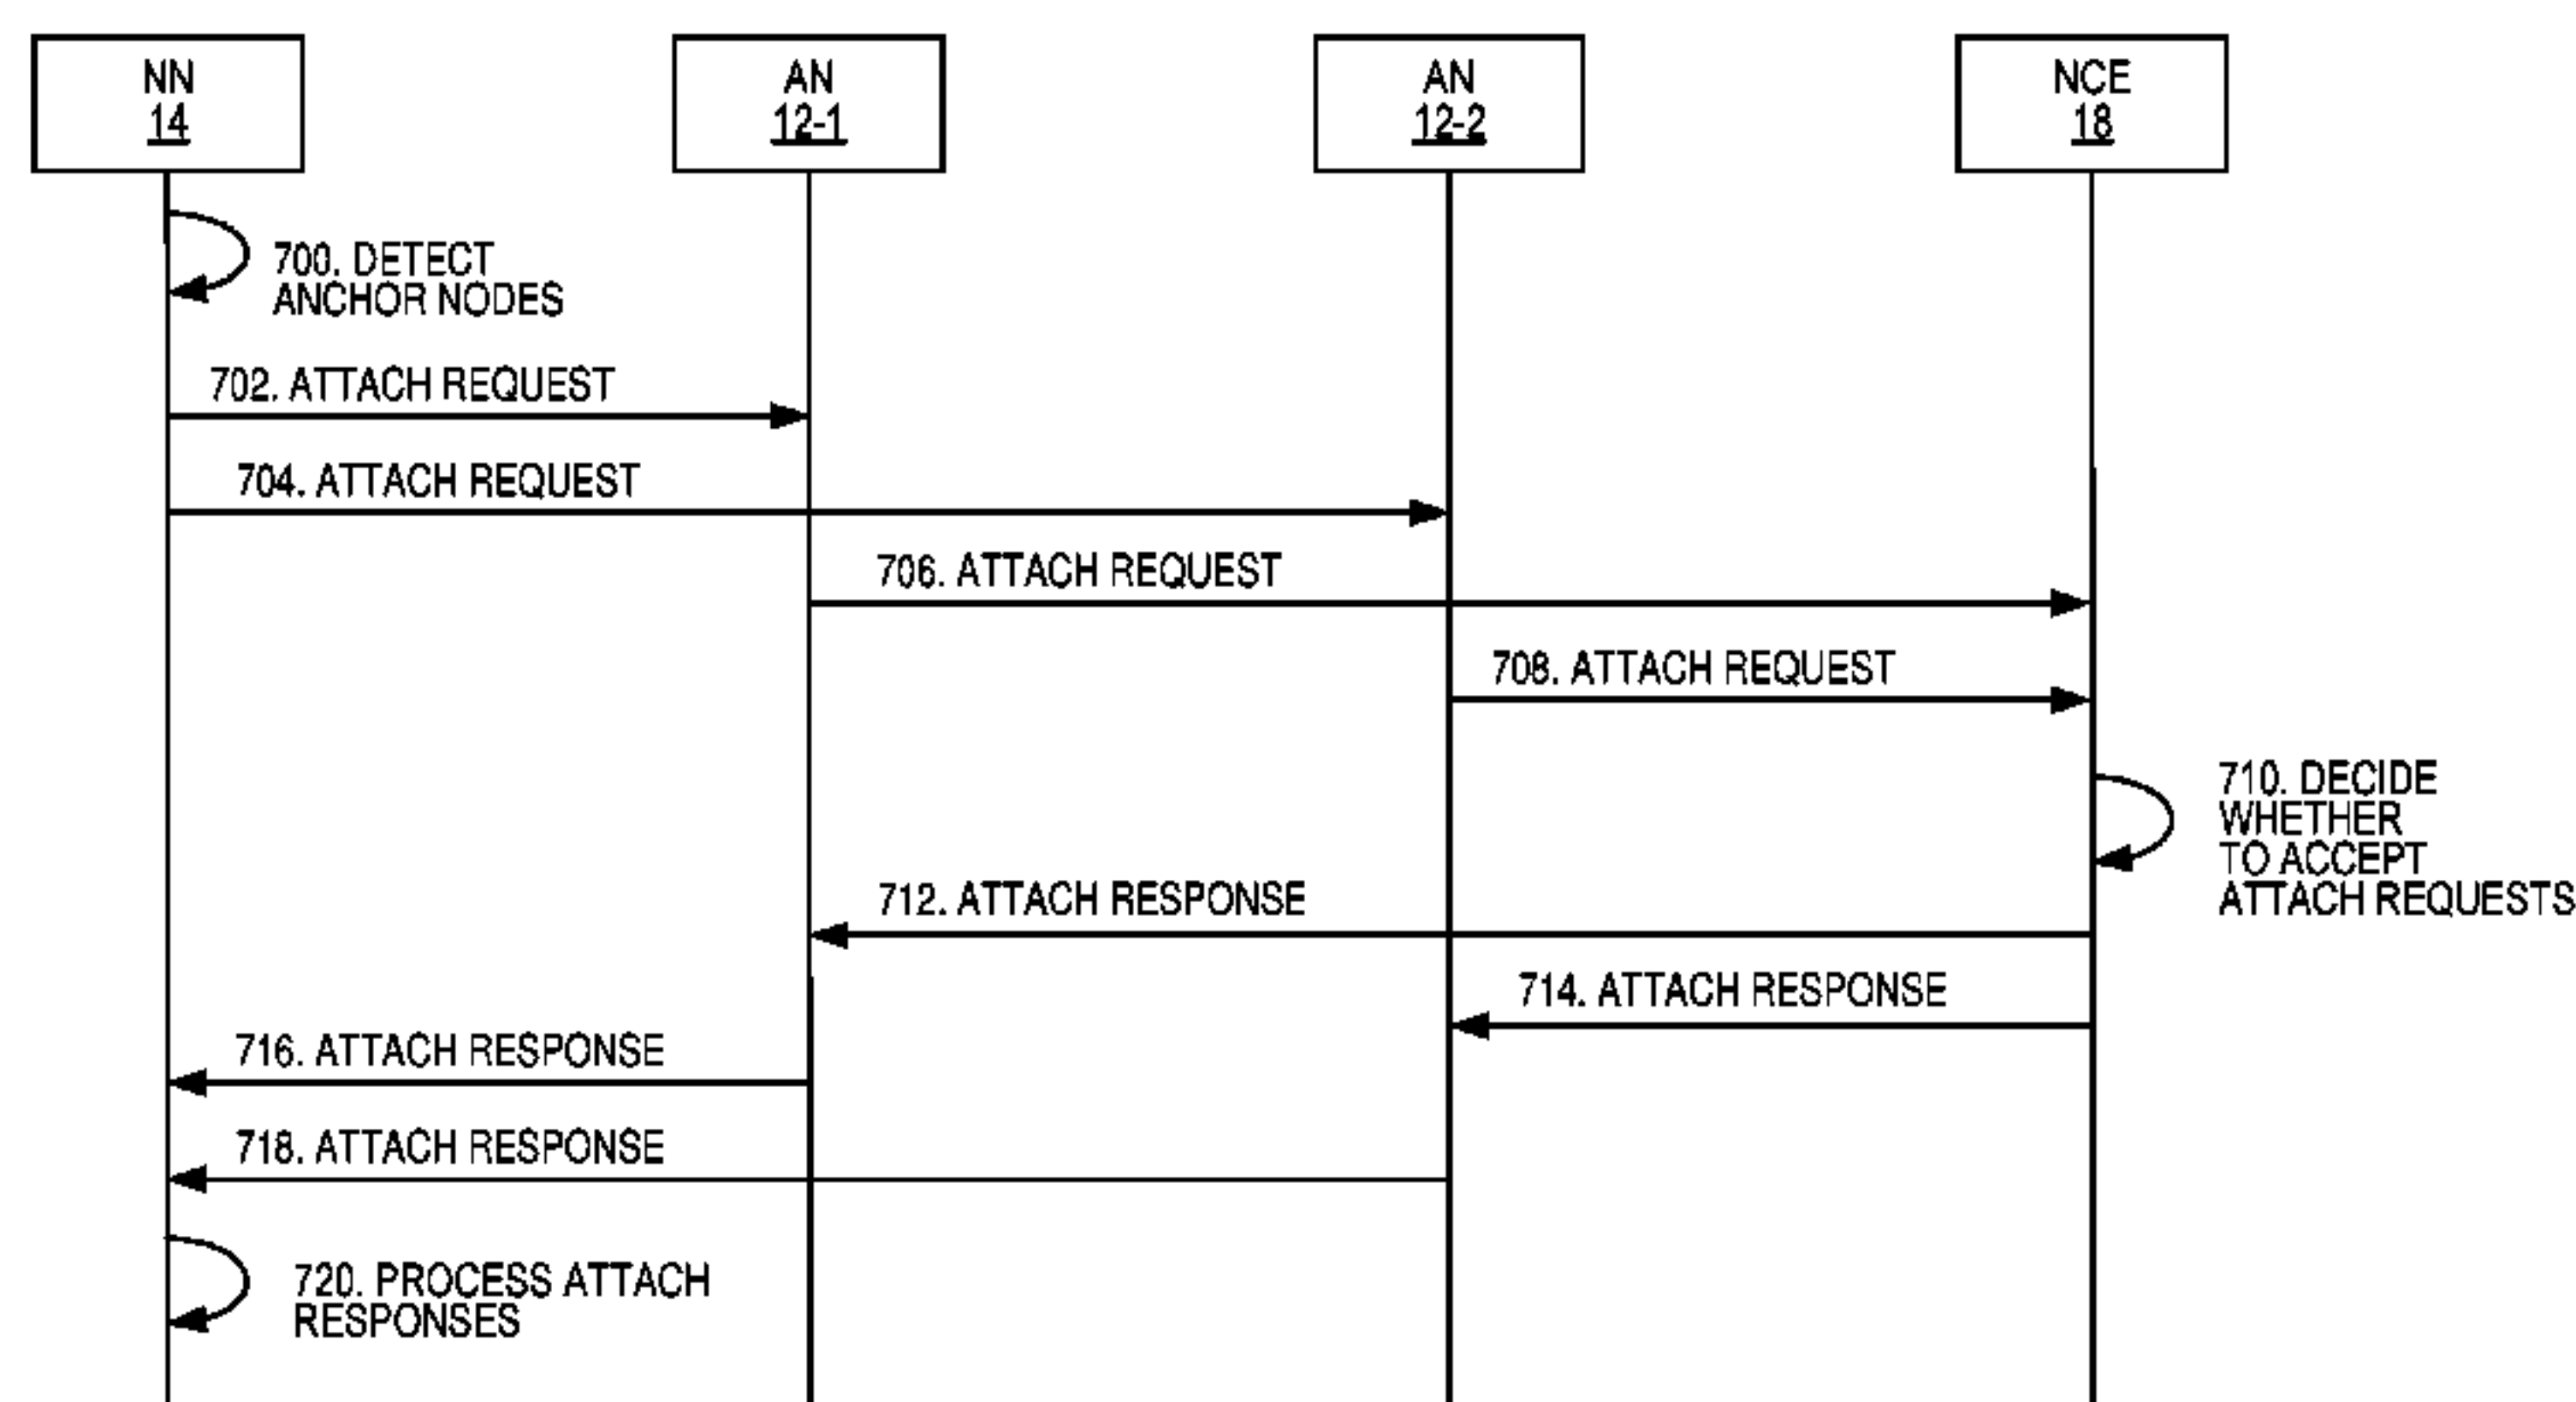 NN
14
AN
12-1
AN
12-2
NCE
18
700. DETECT
ANCHOR NODES
702. ATTACH REQUEST
704. ATTACH REQUEST
706. ATTACH REQUEST
708. ATTACH REQUEST
710. DECIDE
WHETHER
TO ACCEPT
ATTACH REQUESTS
712. ATTACH RESPONSE
714. ATTACH RESPONSE
716. ATTACH RESPONSE
718. ATTACH RESPONSE
720. PROCESS ATTACH
RESPONSES